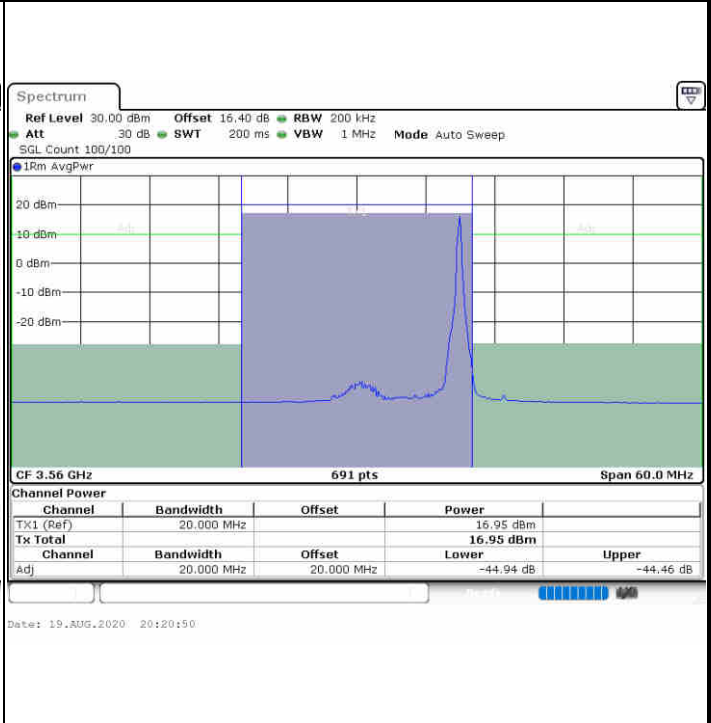 Spectrum
Ref Level 30.00 dBm Offset 16.40 dB RBW 200 kHz
Att 30 dB SWT 200 ms VBW 1 MHz Mode Auto Sweep
SGL Count 100/100
1Rm AvgPwr
20 dBm
Adj Adj
10 dBm
0 dBm
-10 dBm
-20 dBm
CF 3.56 GHz 691 pts Span 60.0 MHz
Channel Power
Channel Bandwidth Offset Power
TX1 (Ref) 20.000 MHz 16.95 dBm
Tx Total 16.95 dBm
Channel Bandwidth Offset Lower Upper
Adj 20.000 MHz 20.000 MHz -44.94 dB -44.46 dB
Date: 19.AUG.2020 20:20:50